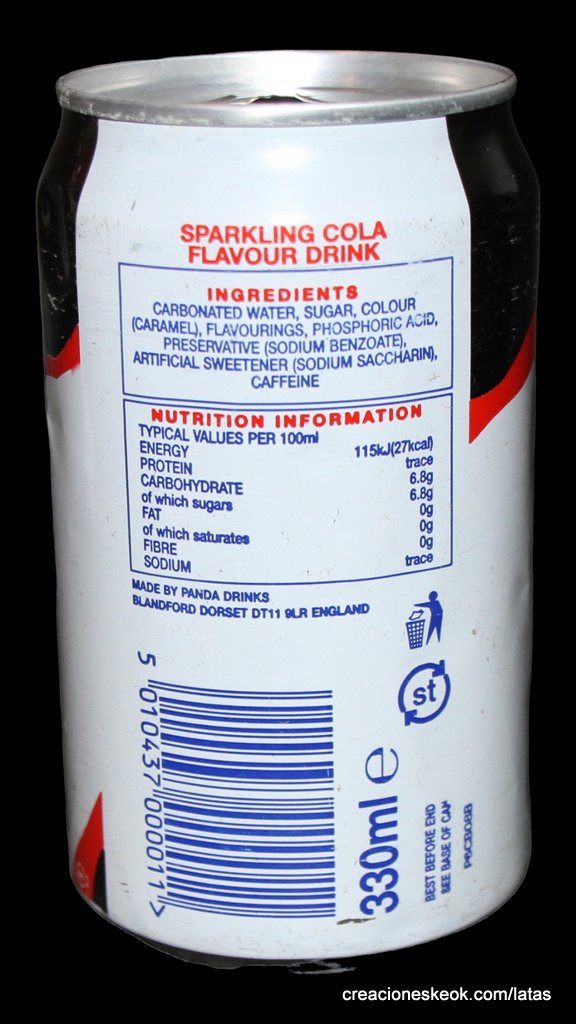 SPARKLING COLA
FLAVOUR DRINK
INGREDIENTS
CARBONATED WATER, SUGAR, COLOUR
(CARAMEL), FLAVOURINGS, PHOSPHORIC ACID,
PRESERVATIVE (SODIUM BENZOATE),
ARTIFICIAL SWEETENER (SODIUM SACCHARIN),
CAFFEINE
NUTRITION INFORMATION
TYPICAL VALUES PER 100ml
ENERGY 115kJ(27kcal)
PROTEIN trace
CARBOHYDRATE 6.8g
of which sugars 6.8g
FAT 0g
of which saturates 0g
FIBRE 0g
SODIUM trace
MADE BY PANDA DRINKS
BLANDFORD DORSET DT11 9LR ENGLAND
st
5 010437 000011 >
330ml e
BEST BEFORE END
SEE BASE OF CAN
creacioneskeok.com/latas